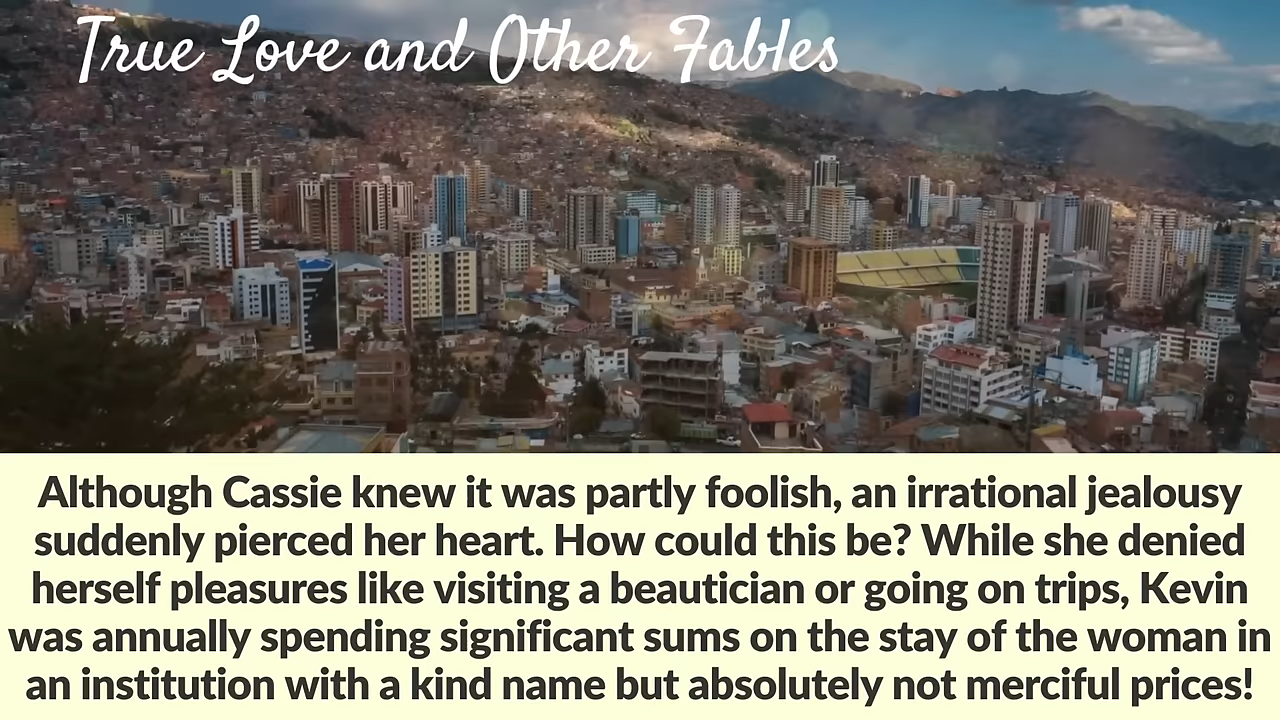 True Love and Other Fables
Although Cassie knew it was partly foolish, an irrational jealousy
suddenly pierced her heart. How could this be? While she denied
herself pleasures like visiting a beautician or going on trips, Kevin
was annually spending significant sums on the stay of the woman in
an institution with a kind name but absolutely not merciful prices!